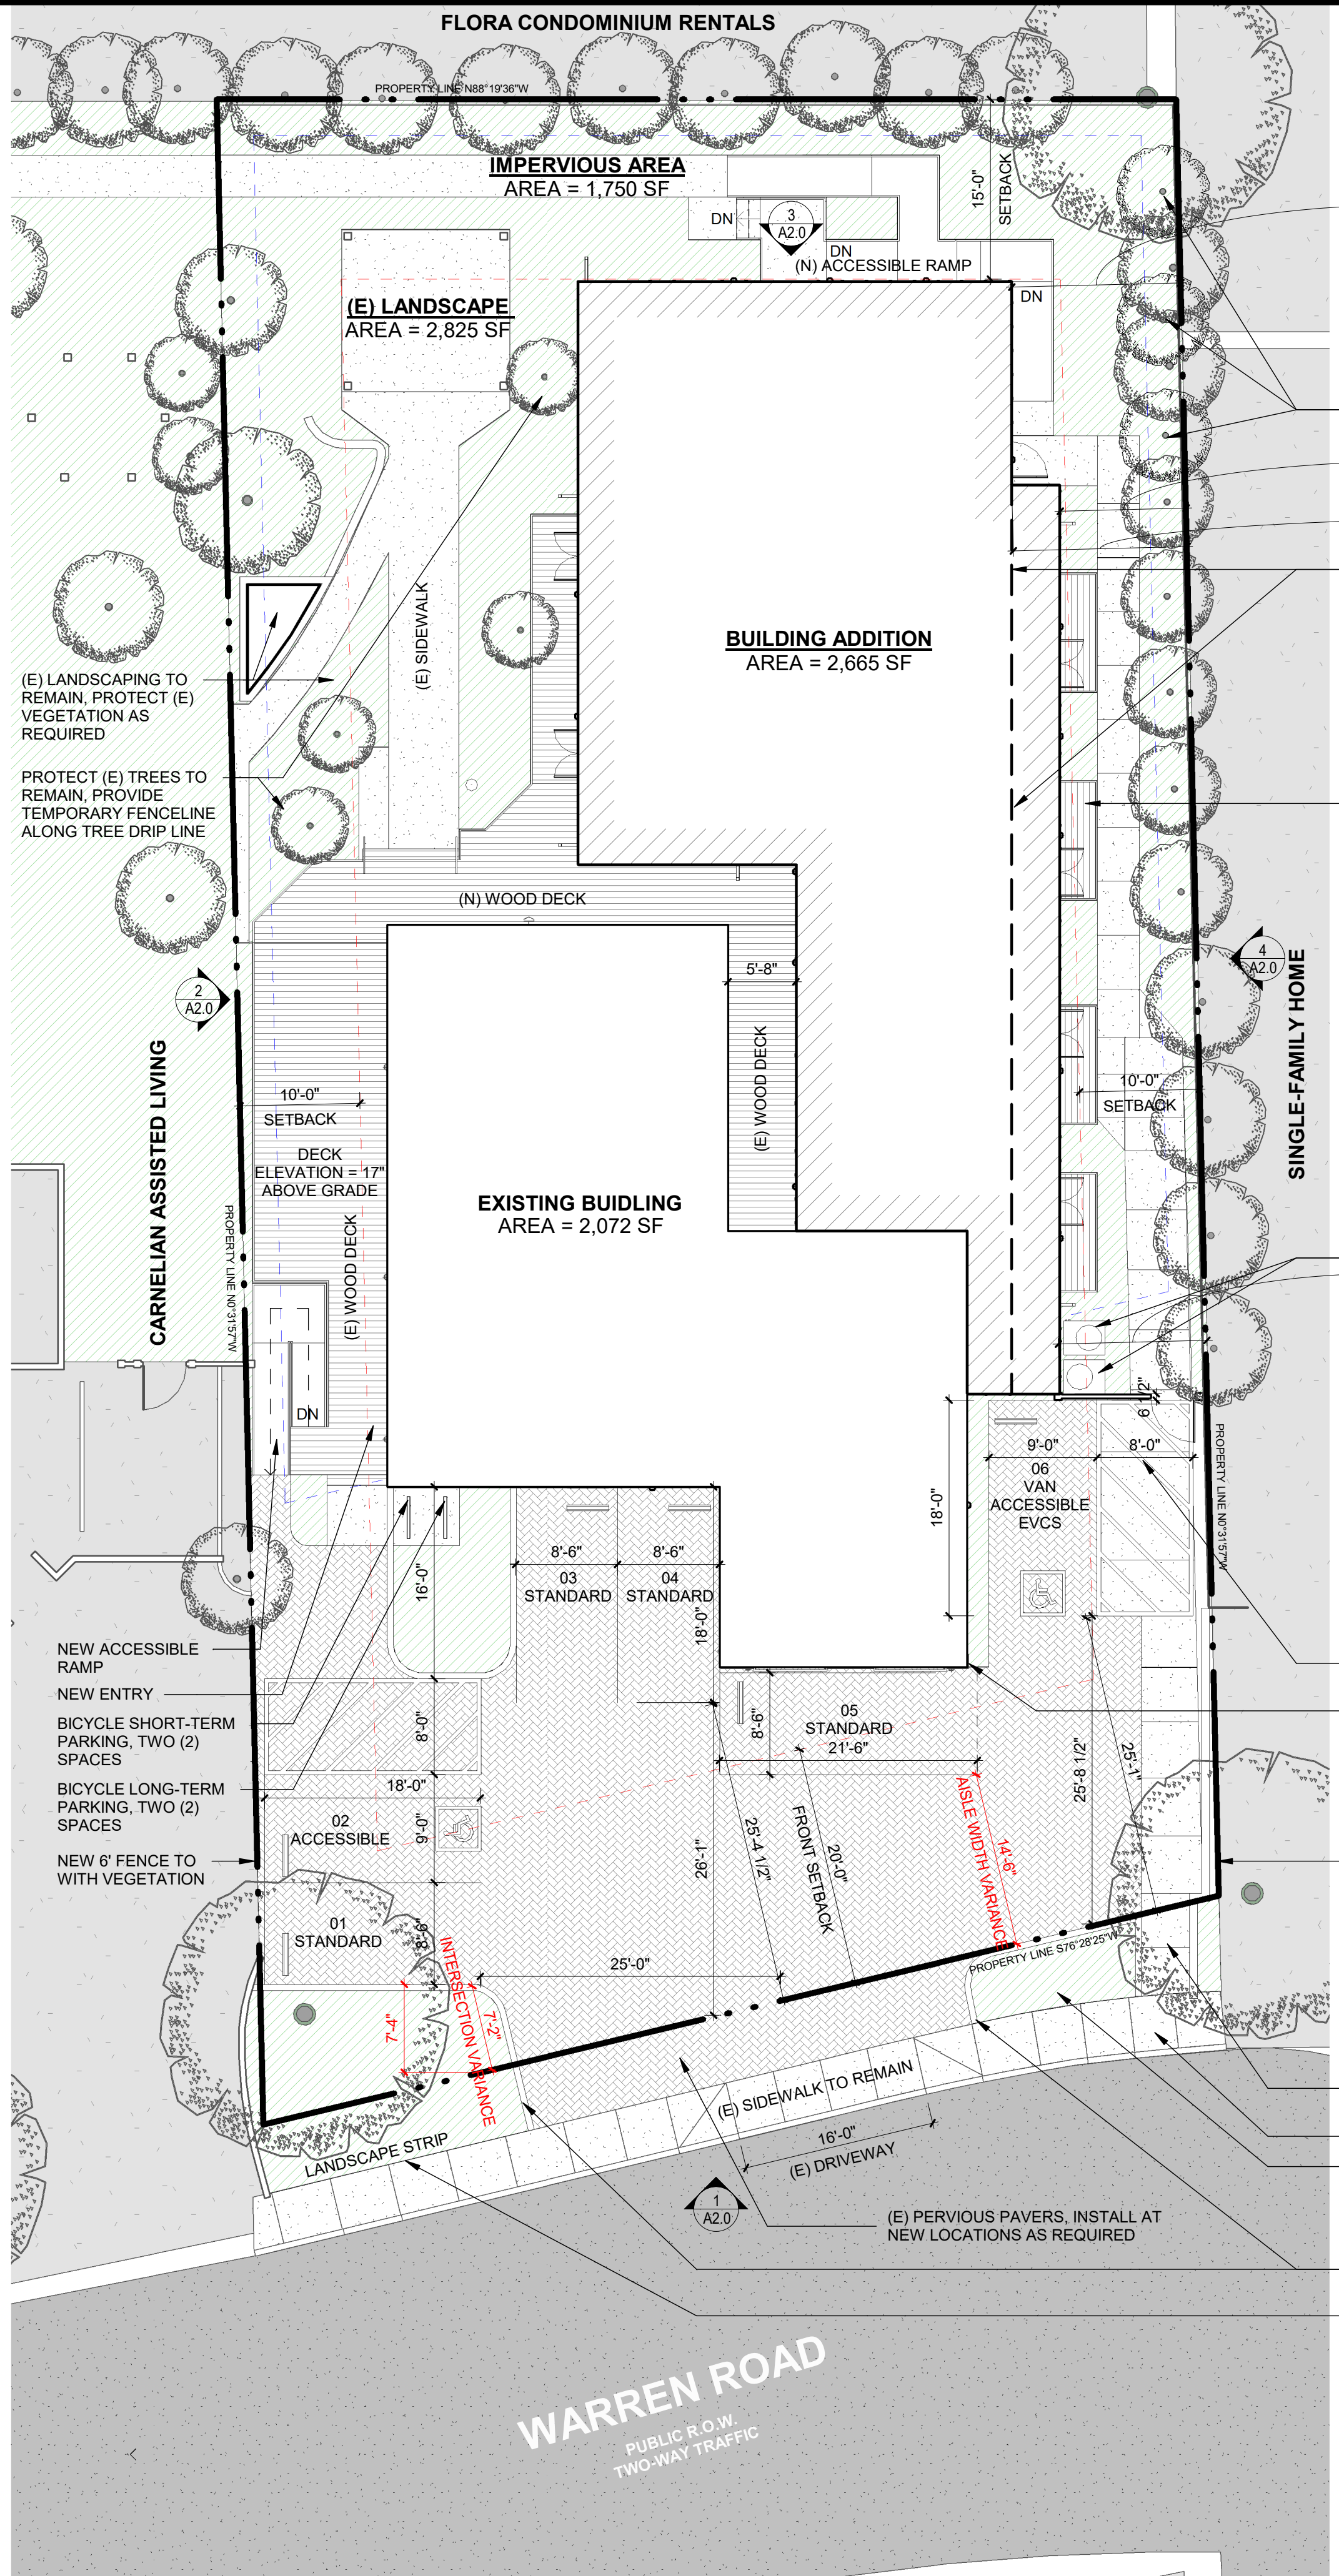 FLORA CONDOMINIUM RENTALS
PROPERTY LINE N88°19'36"W
IMPERVIOUS AREA
AREA = 1,750 SF
15'-0"
SETBACK
DN
3
A2.0
DN
(N) ACCESSIBLE RAMP
DN
(E) LANDSCAPE
AREA = 2,825 SF
(E) SIDEWALK
BUILDING ADDITION
AREA = 2,665 SF
(E) LANDSCAPING TO
REMAIN, PROTECT (E)
VEGETATION AS
REQUIRED
PROTECT (E) TREES TO
REMAIN, PROVIDE
TEMPORARY FENCELINE
ALONG TREE DRIP LINE
(N) WOOD DECK
5'-8"
(E) WOOD DECK
2
A2.0
4
A2.0
SINGLE-FAMILY HOME
CARNELIAN ASSISTED LIVING
10'-0"
SETBACK
10'-0"
SETBACK
DECK
ELEVATION = 17"
ABOVE GRADE
EXISTING BUIDLING
AREA = 2,072 SF
PROPERTY LINE N0°31'57"W
(E) WOOD DECK
DN
6 1/2"
9'-0"
8'-0"
06
VAN
ACCESSIBLE
EVCS
18'-0"
PROPERTY LINE N0°31'57"W
16'-0"
8'-6"
8'-6"
03
STANDARD
04
STANDARD
18'-0"
NEW ACCESSIBLE
RAMP
NEW ENTRY
BICYCLE SHORT-TERM
PARKING, TWO (2)
SPACES
BICYCLE LONG-TERM
PARKING, TWO (2)
SPACES
NEW 6' FENCE TO
WITH VEGETATION
8'-0"
18'-0"
02
ACCESSIBLE
9'-0"
01
STANDARD
8'-6"
8'-6"
05
STANDARD
21'-6"
26'-1"
25'-4 1/2"
20'-0"
FRONT SETBACK
14'-6"
AISLE WIDTH VARIANCE
25'-8 1/2"
25'-1"
25'-0"
PROPERTY LINE S76°28'25"W
7'-4"
7'-2"
INTERSECTION VARIANCE
(E) SIDEWALK TO REMAIN
16'-0"
(E) DRIVEWAY
LANDSCAPE STRIP
1
A2.0
(E) PERVIOUS PAVERS, INSTALL AT
NEW LOCATIONS AS REQUIRED
WARREN ROAD
PUBLIC R.O.W.
TWO-WAY TRAFFIC